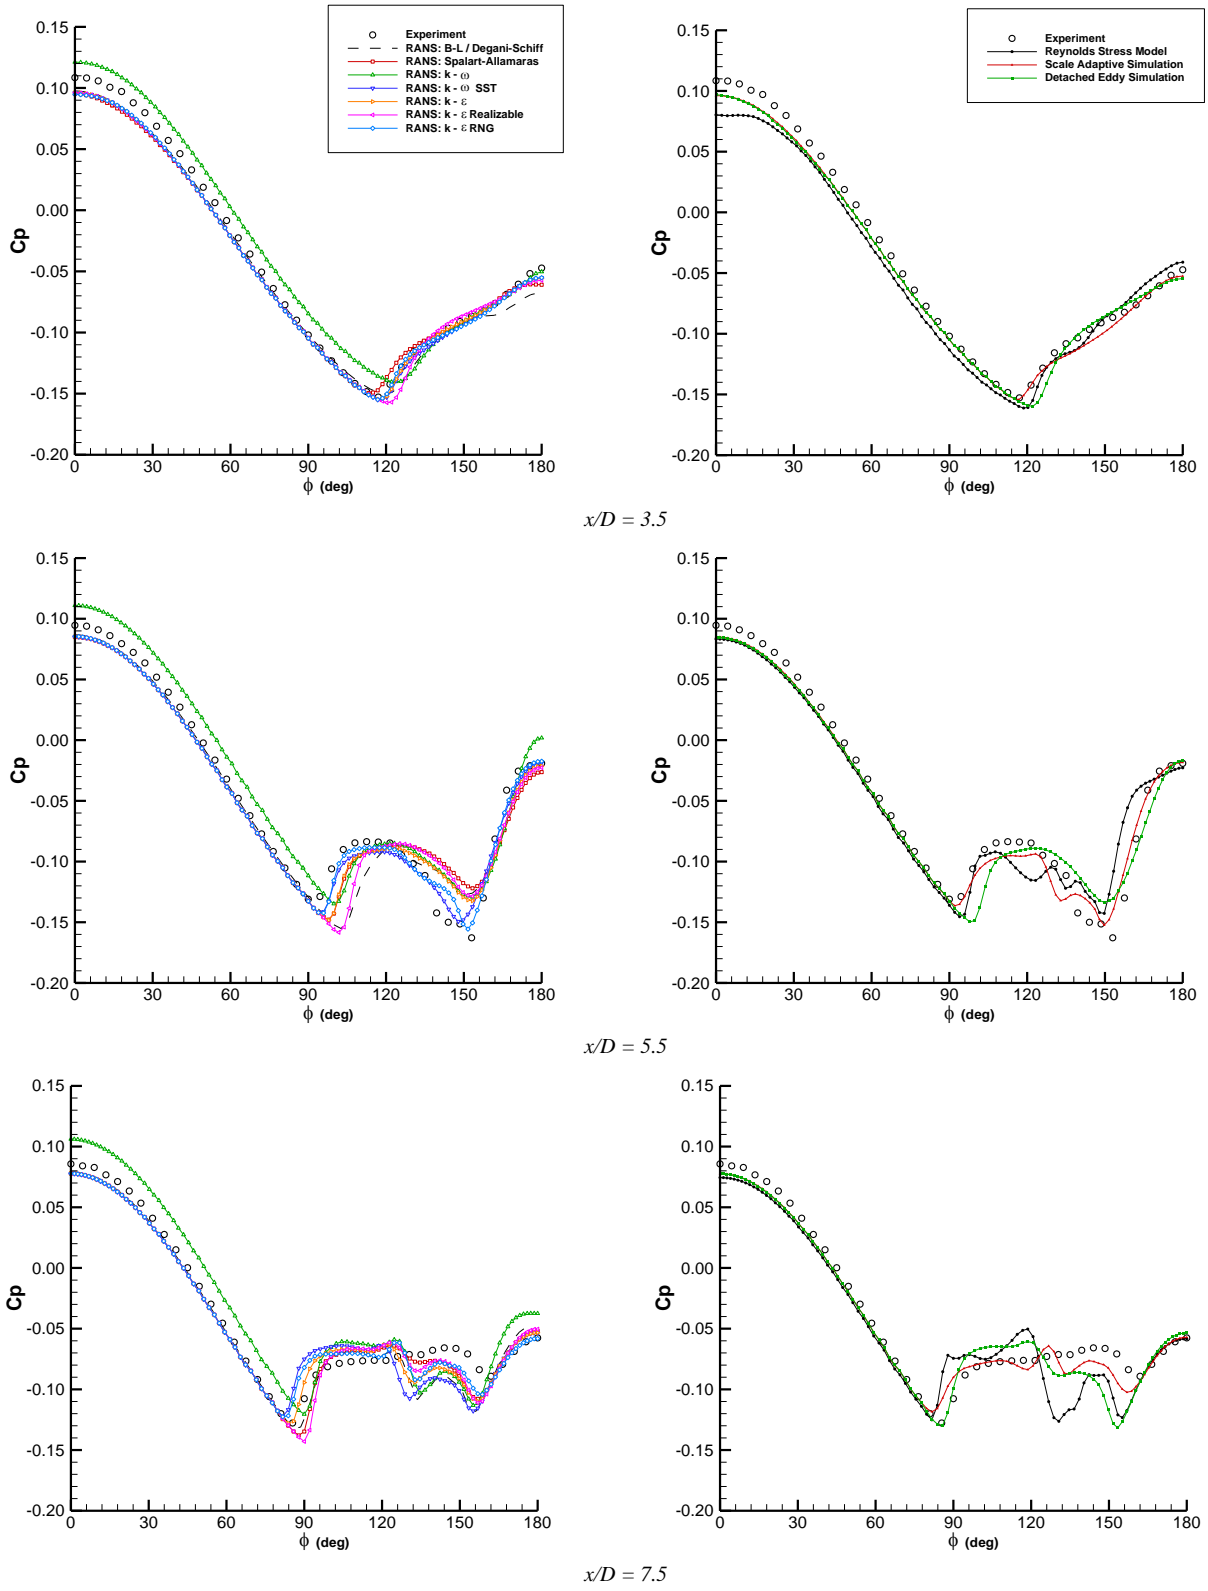 Experiment
RANS: B-L / Degani-Schiff
RANS: Spalart-Allamaras
RANS: k - ω
RANS: k - ω SST
RANS: k - ε
RANS: k - ε Realizable
RANS: k - ε RNG
0.15
0.10
0.05
0.00
-0.05
-0.10
-0.15
-0.20
Cp
0 30 60 90 120 150 180
ϕ (deg)
Experiment
Reynolds Stress Model
Scale Adaptive Simulation
Detached Eddy Simulation
0.15
0.10
0.05
0.00
-0.05
-0.10
-0.15
-0.20
Cp
0 30 60 90 120 150 180
ϕ (deg)
x/D = 3.5
0.15
0.10
0.05
0.00
-0.05
-0.10
-0.15
-0.20
Cp
0 30 60 90 120 150 180
ϕ (deg)
0.15
0.10
0.05
0.00
-0.05
-0.10
-0.15
-0.20
Cp
0 30 60 90 120 150 180
ϕ (deg)
x/D = 5.5
0.15
0.10
0.05
0.00
-0.05
-0.10
-0.15
-0.20
Cp
0 30 60 90 120 150 180
ϕ (deg)
0.15
0.10
0.05
0.00
-0.05
-0.10
-0.15
-0.20
Cp
0 30 60 90 120 150 180
ϕ (deg)
x/D = 7.5